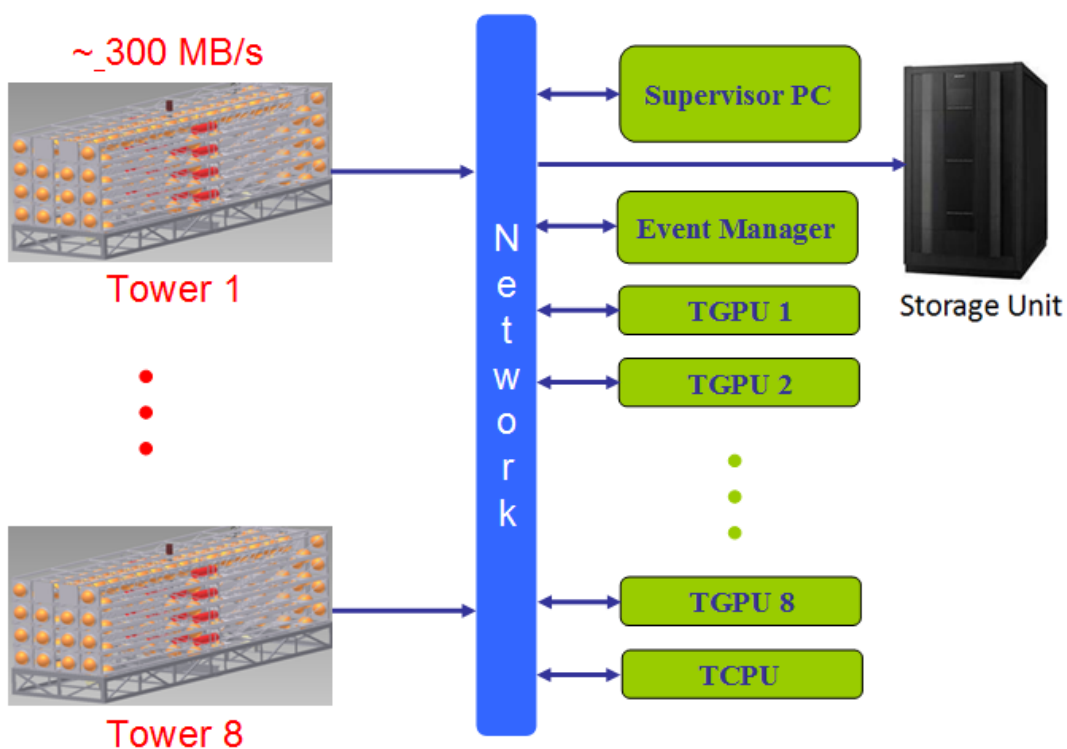 ~_300 MB/s
Tower 1
Tower 8
Network
Supervisor PC
Event Manager
TGPU 1
TGPU 2
TGPU 8
TCPU
Storage Unit